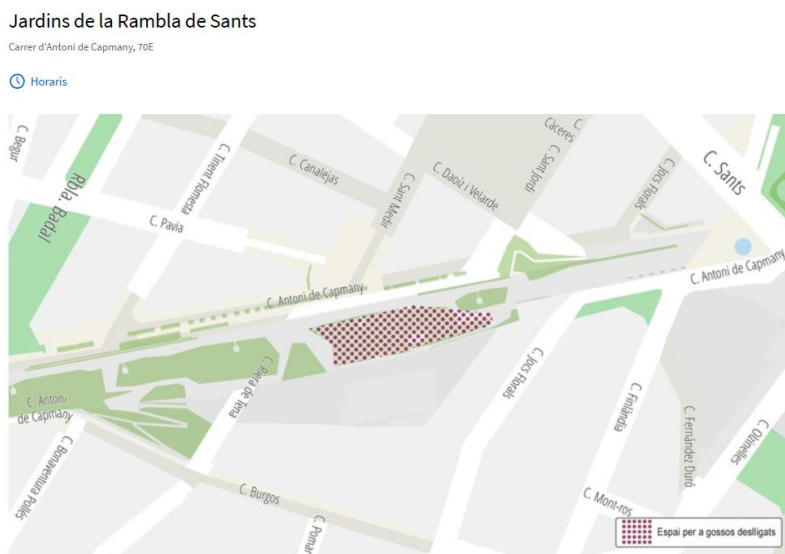 Jardins de la Rambla de Sants
Carrer d'Antoni de Capmany, 70E
Horaris
C. Begur
Rbla. Badal
C. Tinent Flomesta
C. Canalejas
C. Pavia
C. Sant Medir
C. Daoiz i Velarde
C. Sant Jordi
C.
Càceres
C. Jocs Florals
C. Sants
C. Antoni de Capmany
C. Antoni de Capmany
C. Antoni
de Capmany
C. Riera de Tena
C. Jocs Florals
C. Finlàndia
C. Fernández Duró
C. Olzinelles
C. Bonaventura Pollés
C. Burgos
C. Pomar
C. Mont-ros
Espai per a gossos deslligats